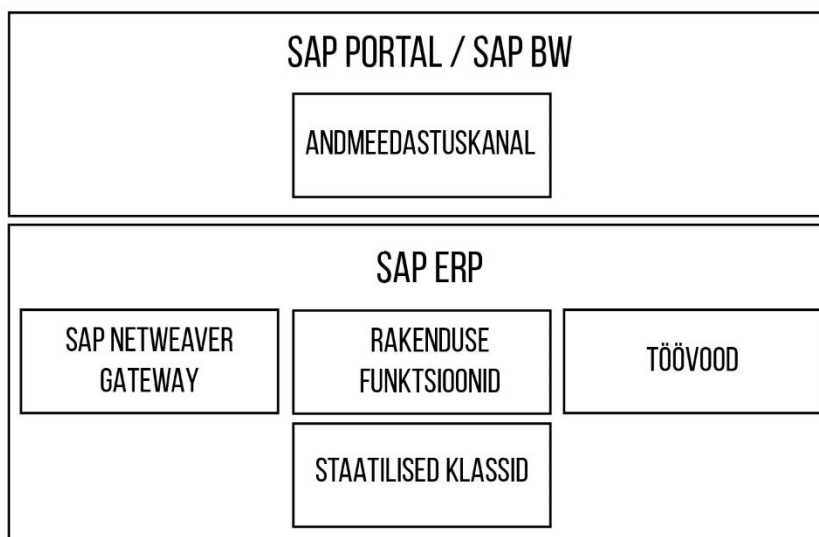 SAP PORTAL / SAP BW
ANDMEEDASTUSKANAL
SAP ERP
SAP NETWEAVER
GATEWAY
RAKENDUSE
FUNKTSIOONID
TÖÖVOOD
STAATILISED KLASSID